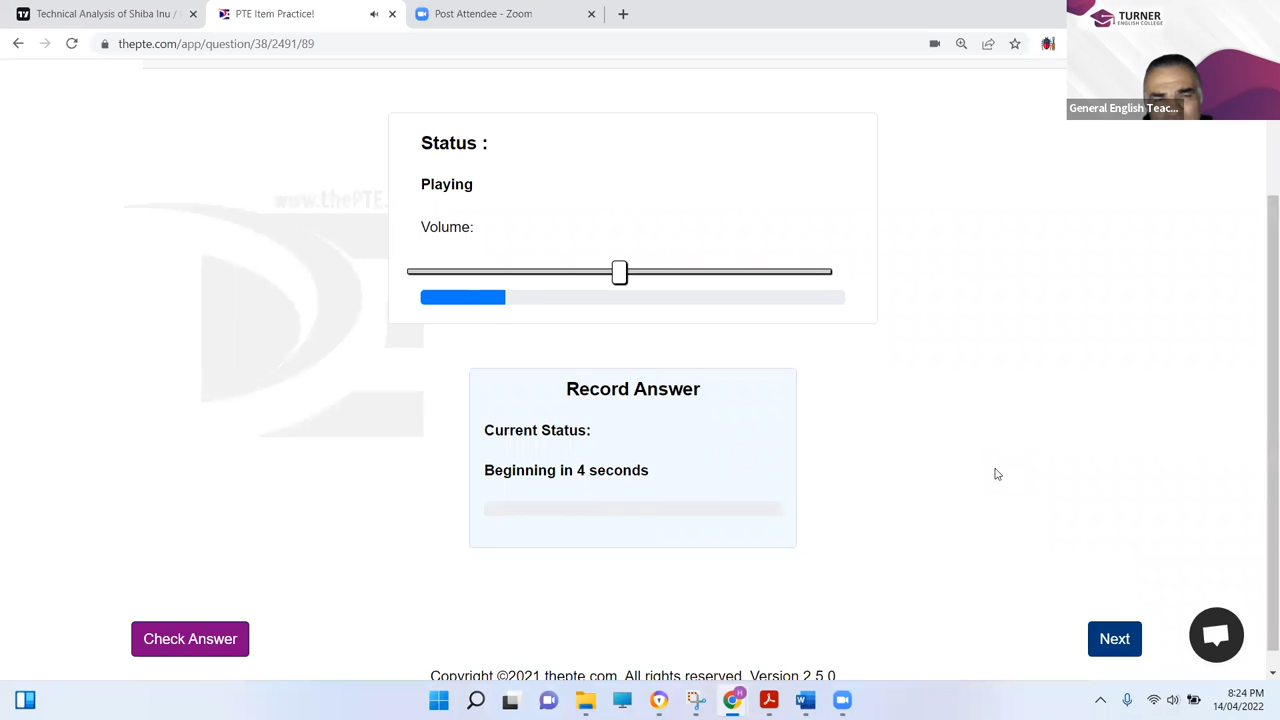 Technical Analysis of Shiba Inu /
PTE Item Practice!
Post Attendee - Zoom
thepte.com/app/question/38/2491/89
TURNER
ENGLISH COLLEGE
General English Teac...
www.thePTE.
Status :
Playing
Volume:
Record Answer
Current Status:
Beginning in 4 seconds
Check Answer
Next
Copyright ©2021 thepte.com. All rights reserved. Version 2.5.0
8:24 PM
14/04/2022